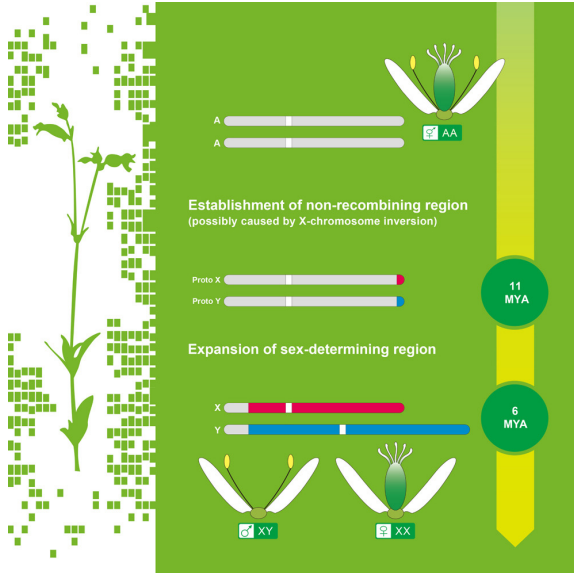 A
A
⚥ AA
Establishment of non-recombining region
(possibly caused by X-chromosome inversion)
Proto X
Proto Y
11
MYA
Expansion of sex-determining region
X
Y
6
MYA
♂ XY
♀ XX